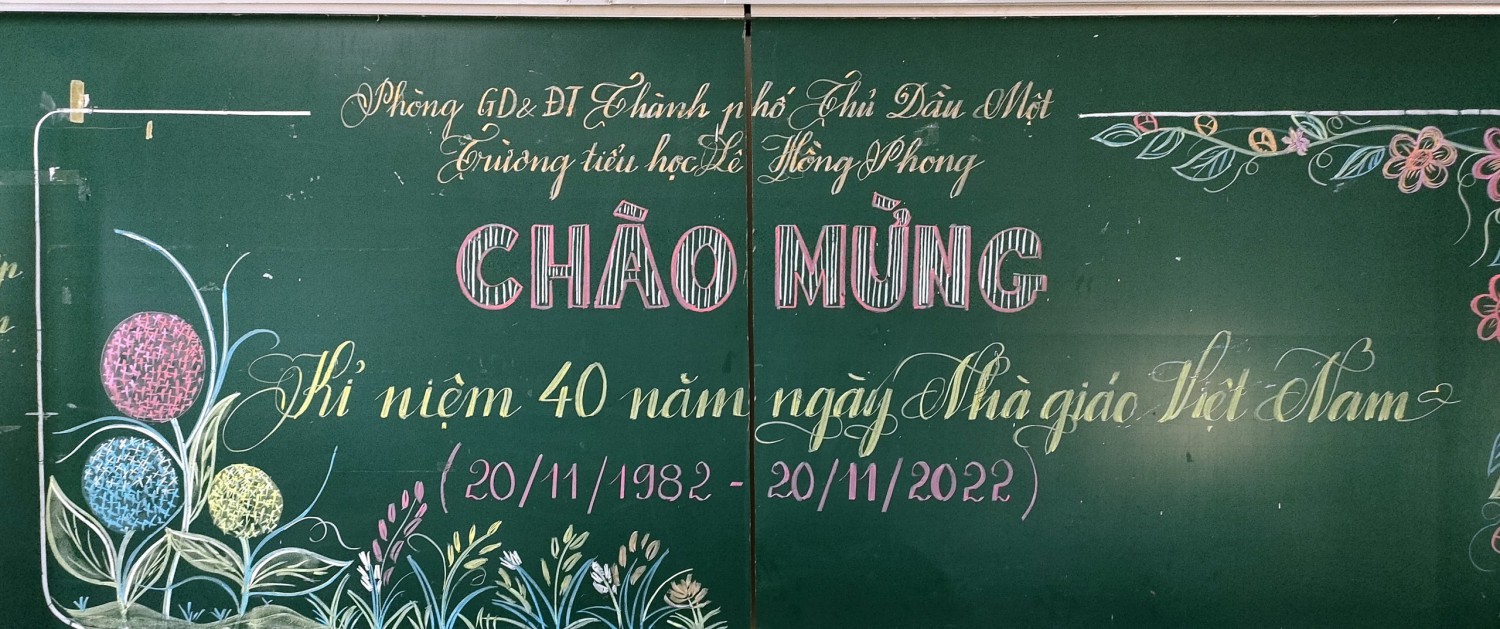 Phòng GD& ĐT Thành phố Thủ Dầu Một
Trường tiểu học Lê Hồng Phong
CHÀO MỪNG
Kỉ niệm 40 năm ngày Nhà giáo Việt Nam
(20/11/1982 - 20/11/2022)